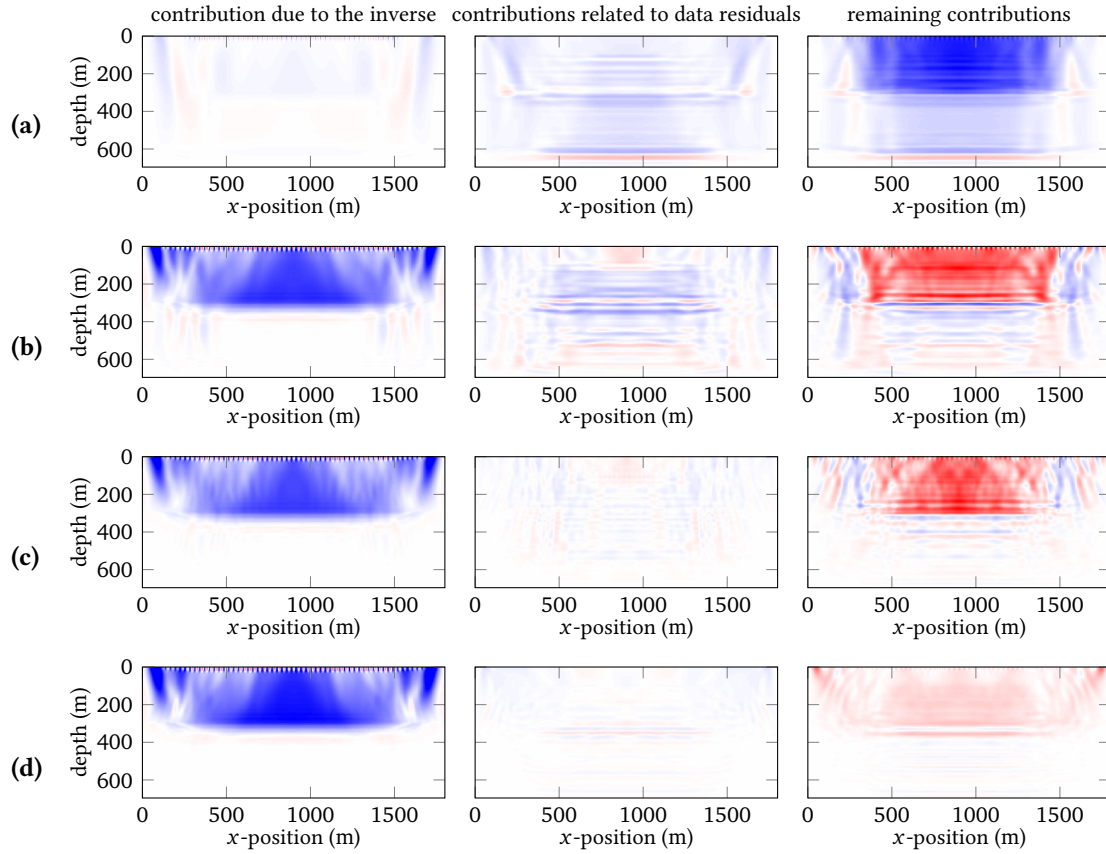 contribution due to the inverse contributions related to data residuals remaining contributions
(a)
depth (m)
0
200
400
600
0 500 1000 1500 0 500 1000 1500 0 500 1000 1500
x-position (m) x-position (m) x-position (m)
(b)
depth (m)
0
200
400
600
0 500 1000 1500 0 500 1000 1500 0 500 1000 1500
x-position (m) x-position (m) x-position (m)
(c)
depth (m)
0
200
400
600
0 500 1000 1500 0 500 1000 1500 0 500 1000 1500
x-position (m) x-position (m) x-position (m)
(d)
depth (m)
0
200
400
600
0 500 1000 1500 0 500 1000 1500 0 500 1000 1500
x-position (m) x-position (m) x-position (m)